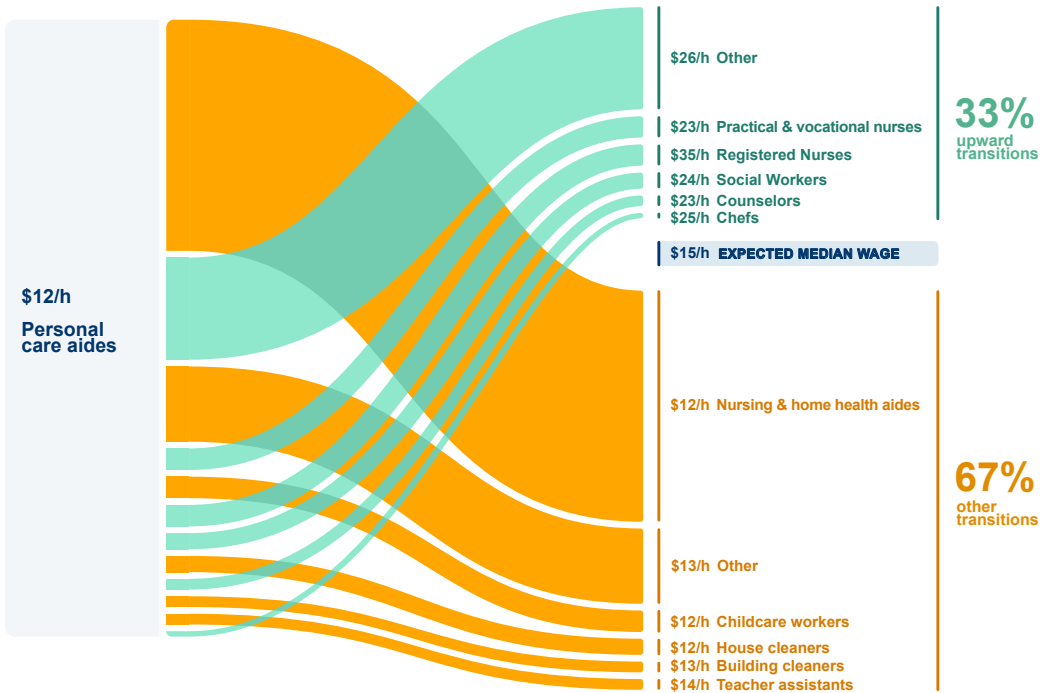 $12/h
Personal
care aides
$26/h Other
$23/h Practical & vocational nurses
$35/h Registered Nurses
$24/h Social Workers
$23/h Counselors
$25/h Chefs
33%
upward
transitions
$15/h EXPECTED MEDIAN WAGE
$12/h Nursing & home health aides
$13/h Other
$12/h Childcare workers
$12/h House cleaners
$13/h Building cleaners
$14/h Teacher assistants
67%
other
transitions